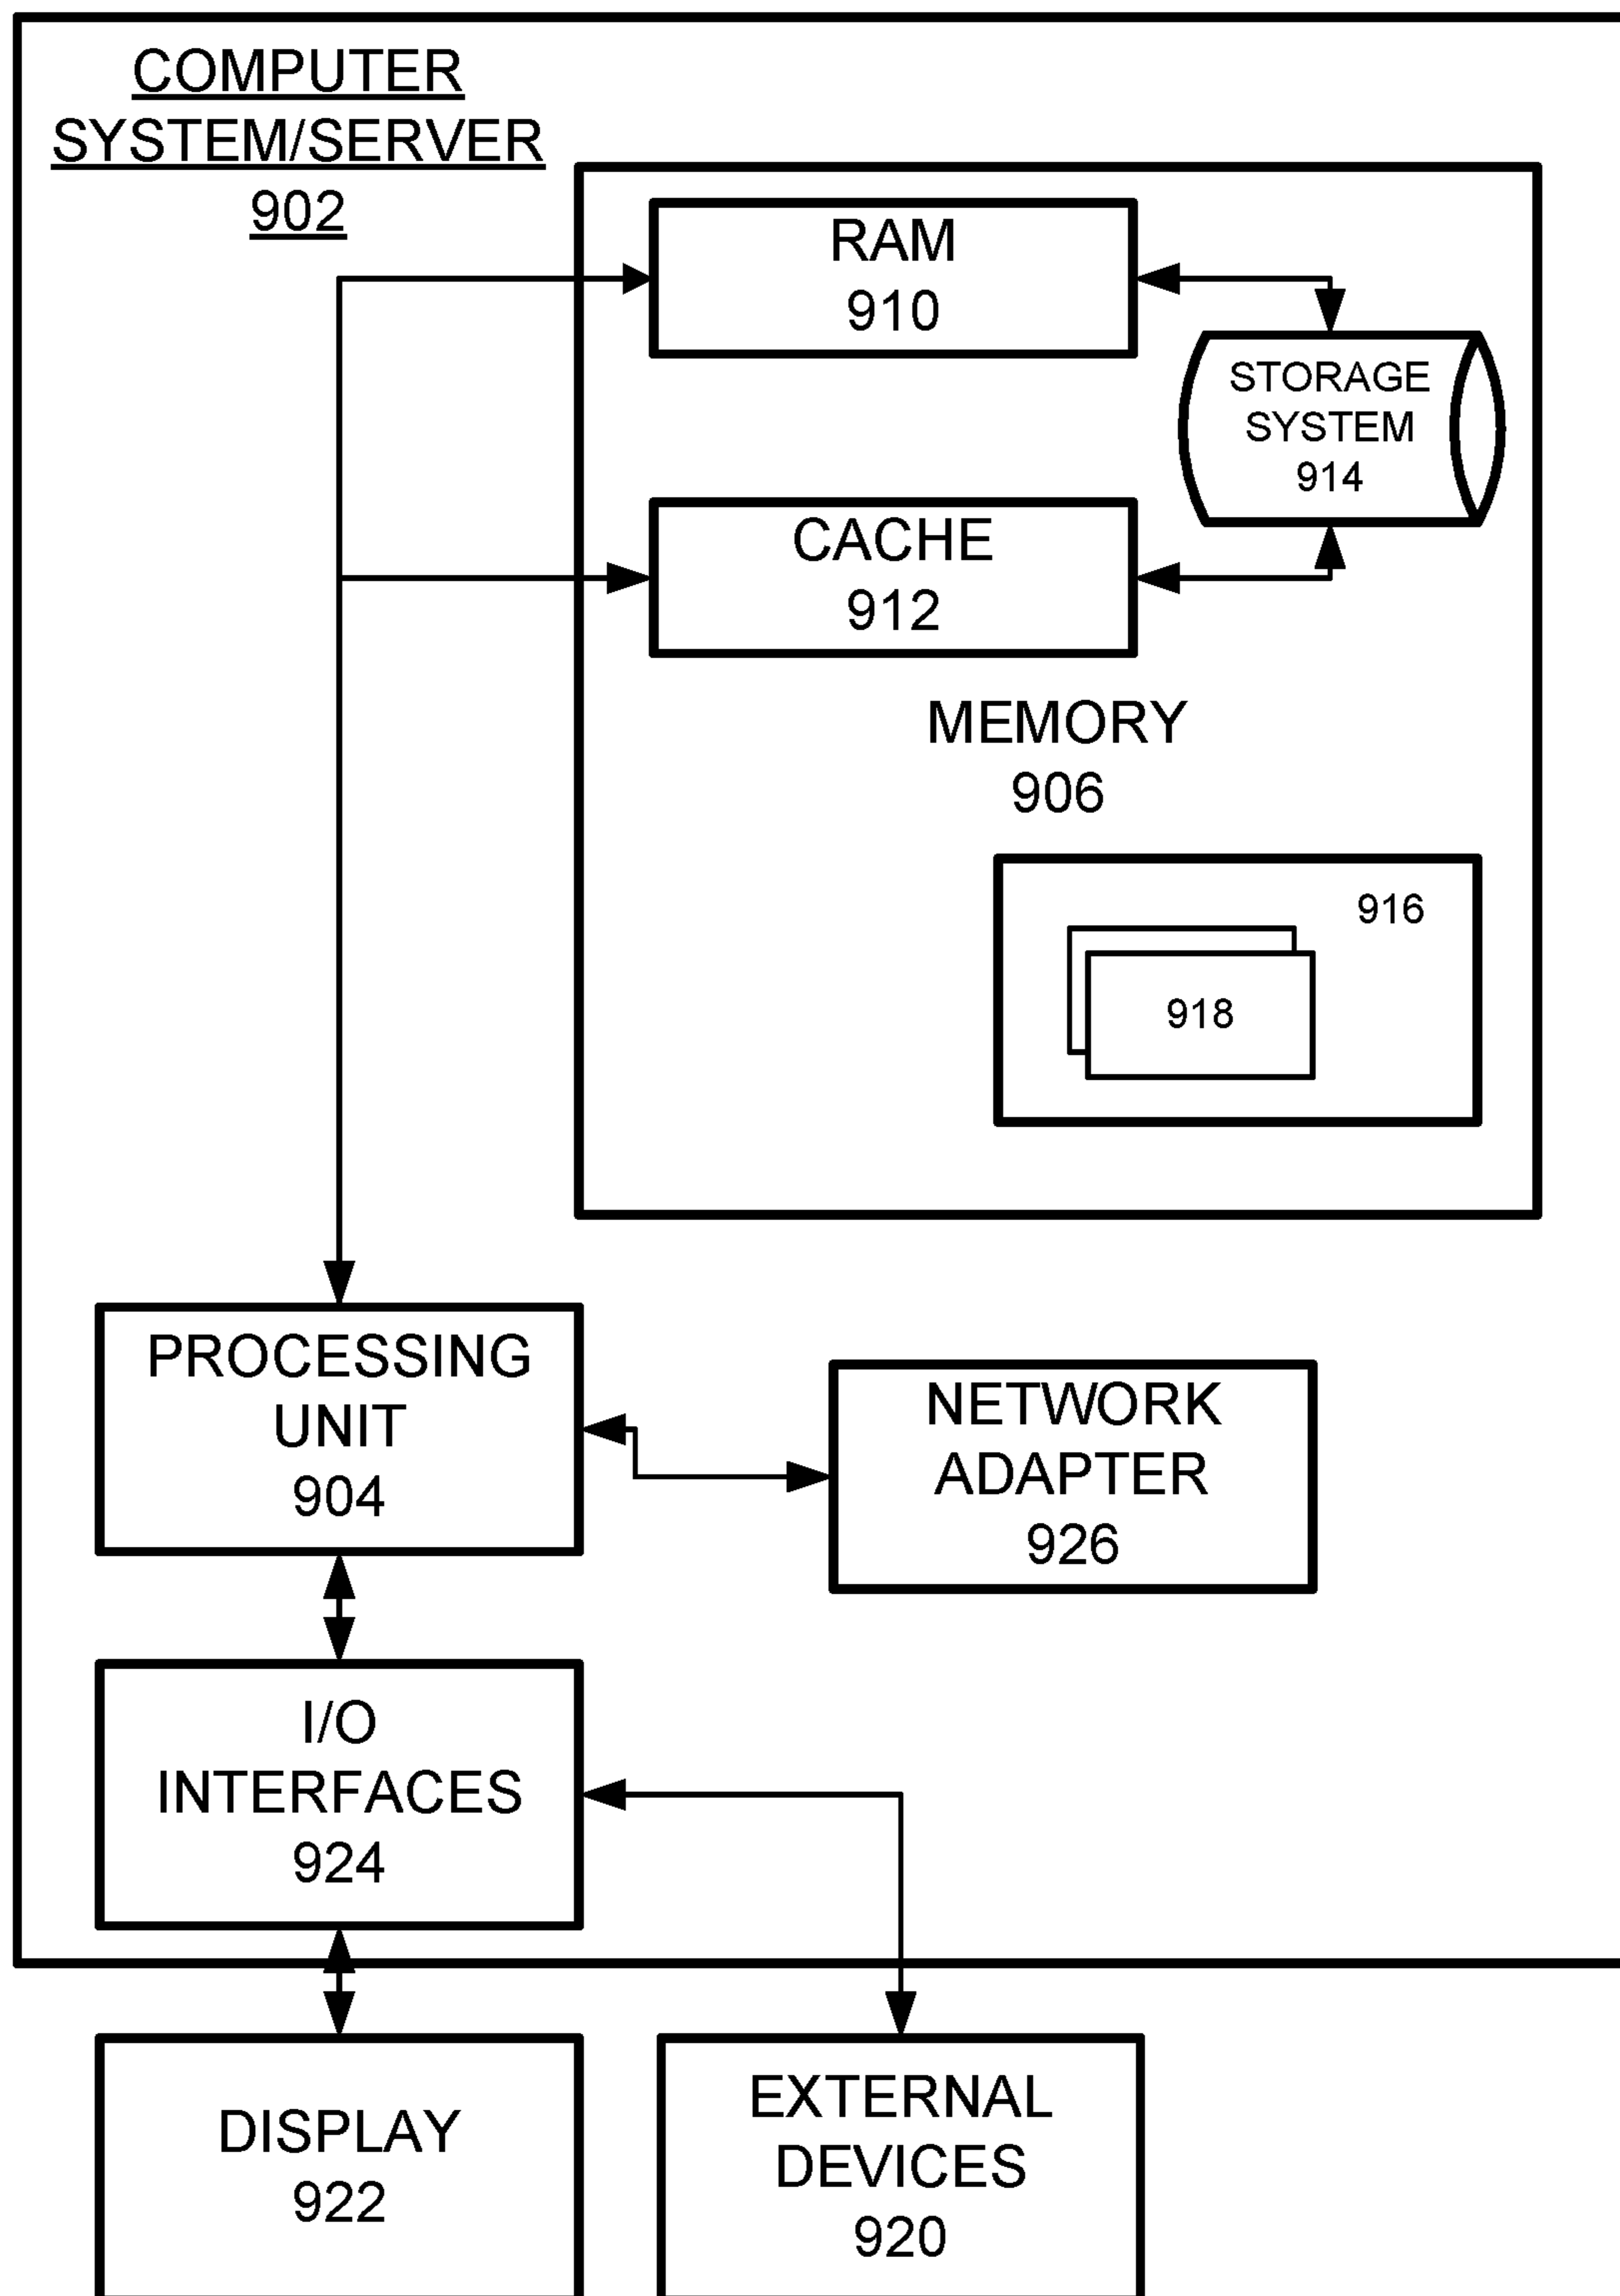 COMPUTER
SYSTEM/SERVER
902
RAM
910
STORAGE
SYSTEM
914
CACHE
912
MEMORY
906
916
918
PROCESSING
UNIT
904
NETWORK
ADAPTER
926
I/O
INTERFACES
924
DISPLAY
922
EXTERNAL
DEVICES
920